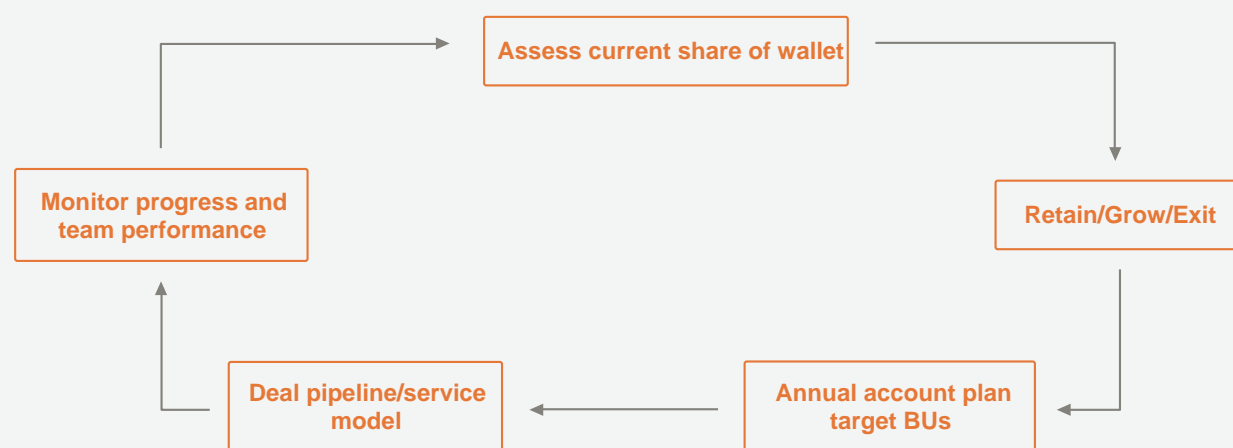 Assess current share of wallet
Monitor progress and
team performance
Retain/Grow/Exit
Deal pipeline/service
model
Annual account plan
target BUs